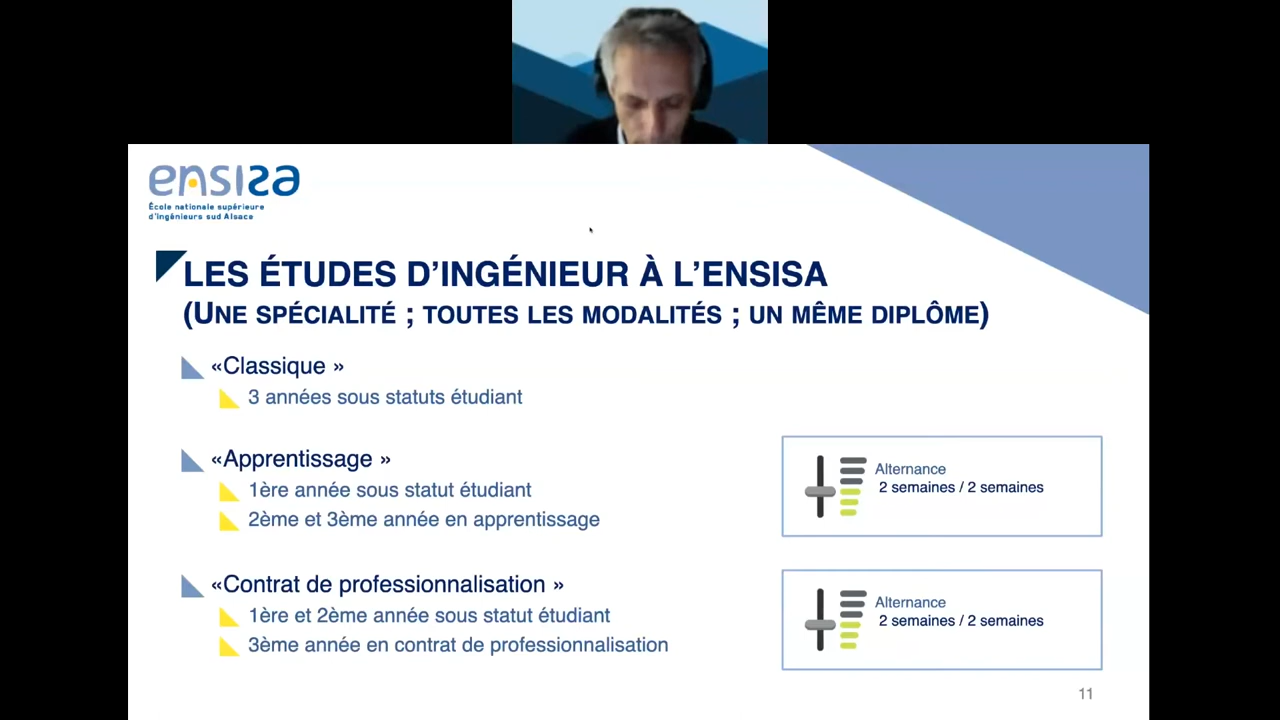 ensisa
École nationale supérieure
d'ingénieurs sud Alsace
LES ÉTUDES D'INGÉNIEUR À L'ENSISA
(UNE SPÉCIALITÉ ; TOUTES LES MODALITÉS ; UN MÊME DIPLÔME)
«Classique »
3 années sous statuts étudiant
«Apprentissage »
1ère année sous statut étudiant
2ème et 3ème année en apprentissage
Alternance
2 semaines / 2 semaines
«Contrat de professionnalisation »
1ère et 2ème année sous statut étudiant
3ème année en contrat de professionnalisation
Alternance
2 semaines / 2 semaines
11